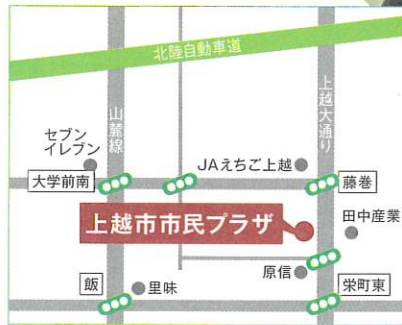 北陸自動車道
山麓線
上越大通り
セブン
イレブン
JAえちご上越
大学前南
藤巻
上越市市民プラザ
田中産業
原信
飯
里味
栄町東